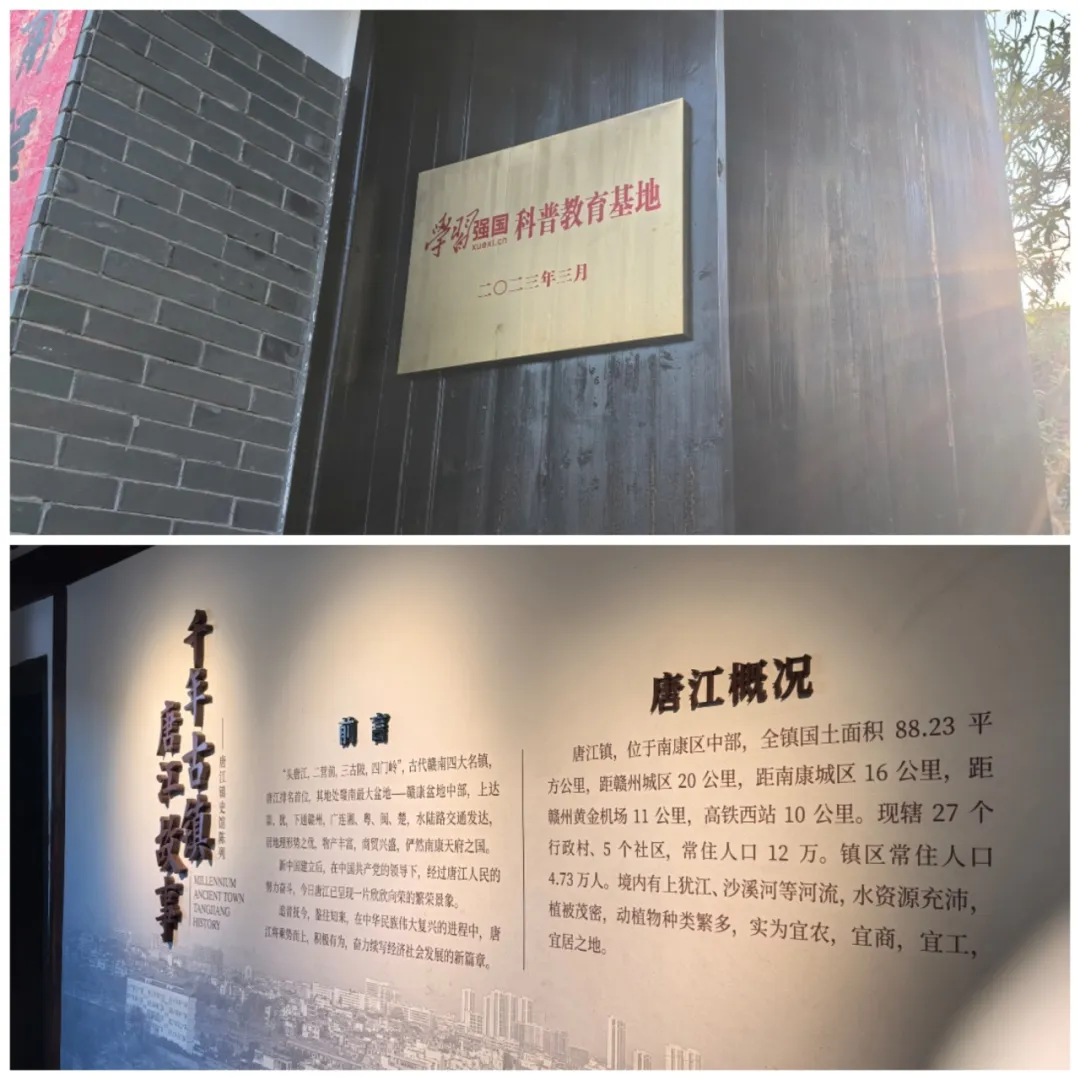 学习强国 科普教育基地
xuexi.cn
二〇二三年三月
千年古镇
唐江故事
——唐江镇史馆陈列
MILLENNIUM
ANCIENT TOWN
TANGJIANG
HISTORY
前言
“头唐江，二营前，三古陂，四门岭”，古代赣南四大名镇，
唐江排名首位，其地处赣南最大盆地——赣康盆地中部，上达
崇、犹，下通赣州，广连湘、粤、闽、楚，水陆路交通发达，
居地理形势之优，物产丰富，商贸兴盛，俨然南康天府之国。
新中国建立后，在中国共产党的领导下，经过唐江人民的
努力奋斗，今日唐江已呈现一片欣欣向荣的繁荣景象。
追昔抚今，鉴往知来，在中华民族伟大复兴的进程中，唐
江将乘势而上，积极有为，奋力续写经济社会发展的新篇章。
唐江概况
唐江镇，位于南康区中部，全镇国土面积 88.23 平
方公里，距赣州城区 20 公里，距南康城区 16 公里，距
赣州黄金机场 11 公里，高铁西站 10 公里。现辖 27 个
行政村、5 个社区，常住人口 12 万。镇区常住人口
4.73 万人。境内有上犹江、沙溪河等河流，水资源充沛，
植被茂密，动植物种类繁多，实为宜农，宜商，宜工，
宜居之地。